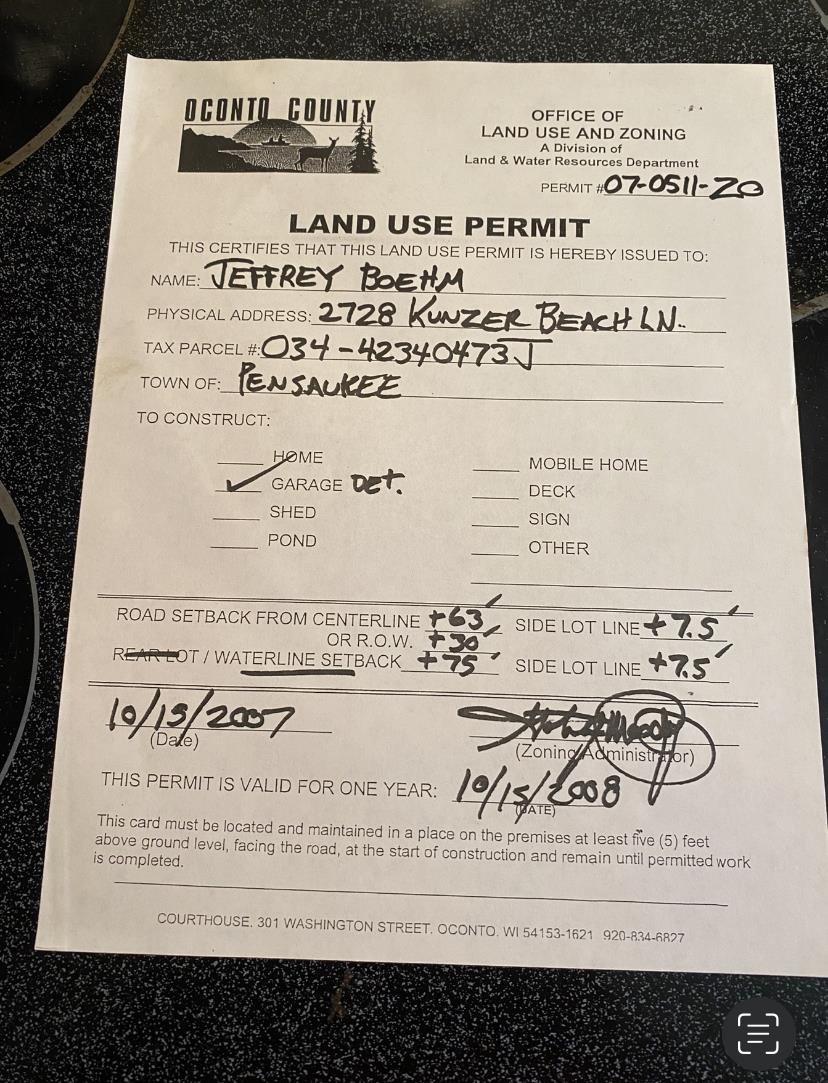 OCONTO COUNTY
OFFICE OF
LAND USE AND ZONING
A Division of
Land & Water Resources Department
PERMIT # 07-0511-ZO
LAND USE PERMIT
THIS CERTIFIES THAT THIS LAND USE PERMIT IS HEREBY ISSUED TO:
NAME: JEFFREY BOEHM
PHYSICAL ADDRESS: 2728 KUNZER BEACH LN.
TAX PARCEL #: 034-42340473J
TOWN OF: PENSAUKEE
TO CONSTRUCT:
HOME
✓ GARAGE DET.
SHED
POND
MOBILE HOME
DECK
SIGN
OTHER
ROAD SETBACK FROM CENTERLINE +63' SIDE LOT LINE +7.5'
OR R.O.W. +30'
REAR LOT / WATERLINE SETBACK +75' SIDE LOT LINE +7.5'
10/15/2007
(Date)
(Zoning Administrator)
THIS PERMIT IS VALID FOR ONE YEAR: 10/15/2008
(DATE)
This card must be located and maintained in a place on the premises at least five (5) feet
above ground level, facing the road, at the start of construction and remain until permitted work
is completed.
COURTHOUSE. 301 WASHINGTON STREET. OCONTO. WI 54153-1621 920-834-6827